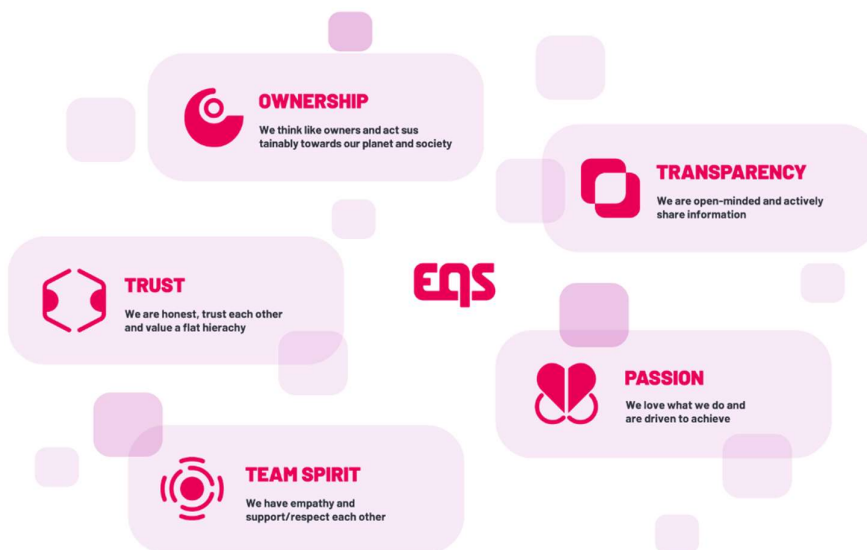 OWNERSHIP
We think like owners and act sus
tainably towards our planet and society
TRANSPARENCY
We are open-minded and actively
share information
EQS
TRUST
We are honest, trust each other
and value a flat hierachy
PASSION
We love what we do and
are driven to achieve
TEAM SPIRIT
We have empathy and
support/respect each other